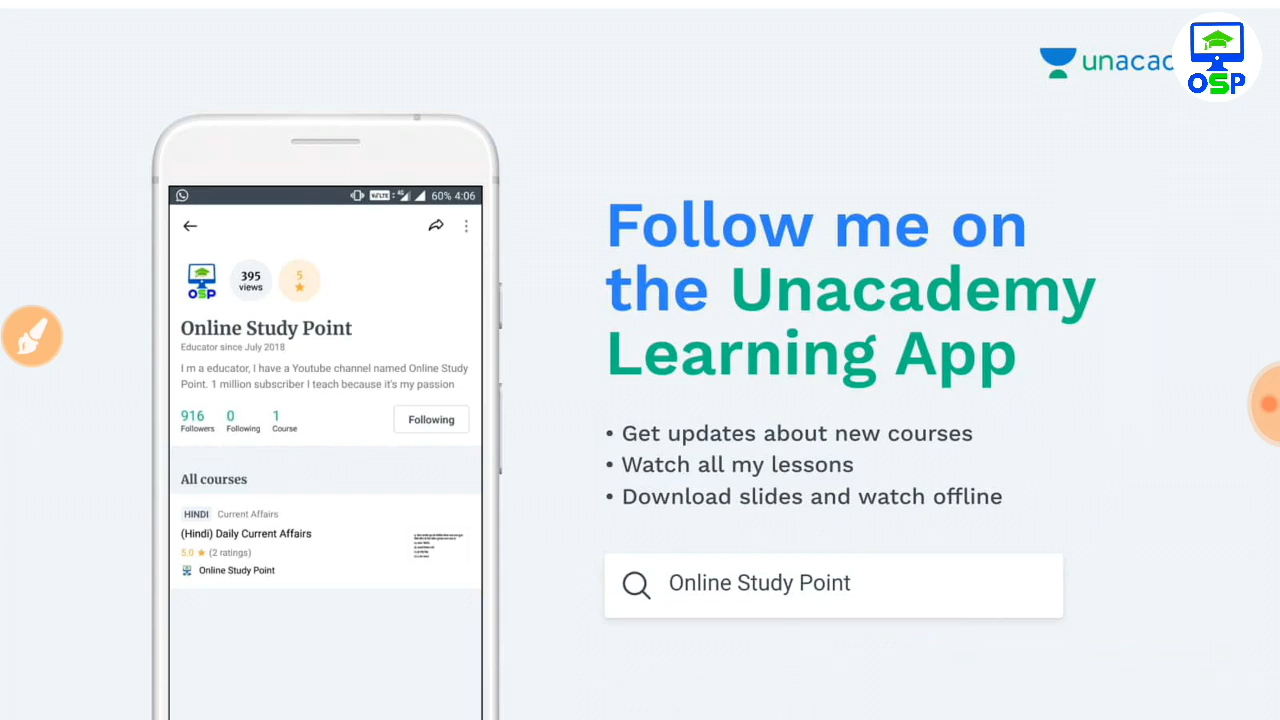 unacac
OSP
60% 4:06
395
views
5
OSP
Online Study Point
Educator since July 2018
I m a educator, I have a Youtube channel named Online Study
Point. 1 million subscriber I teach because it's my passion
916 0 1
Followers Following Course
Following
All courses
HINDI Current Affairs
(Hindi) Daily Current Affairs
5.0 ★ (2 ratings)
Online Study Point
Follow me on
the Unacademy
Learning App
• Get updates about new courses
• Watch all my lessons
• Download slides and watch offline
Online Study Point